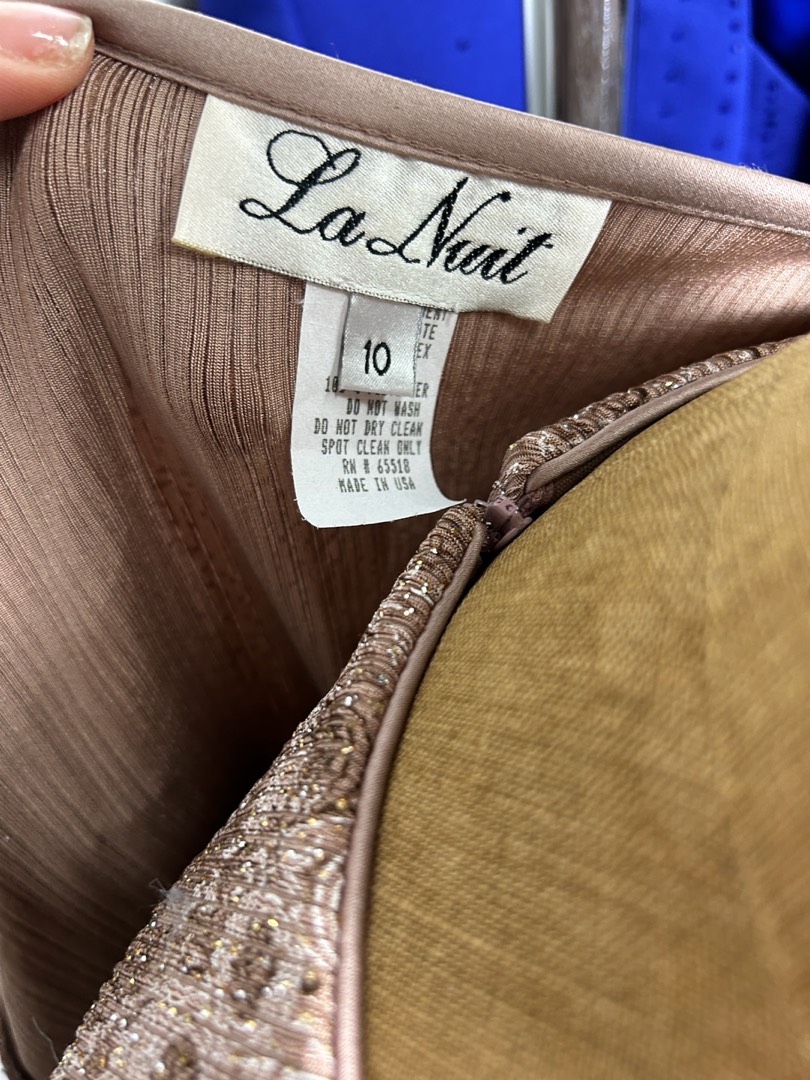 La Nuit
10
DO NOT WASH
DO NOT DRY CLEAN
SPOT CLEAN ONLY
RN # 65518
MADE IN USA